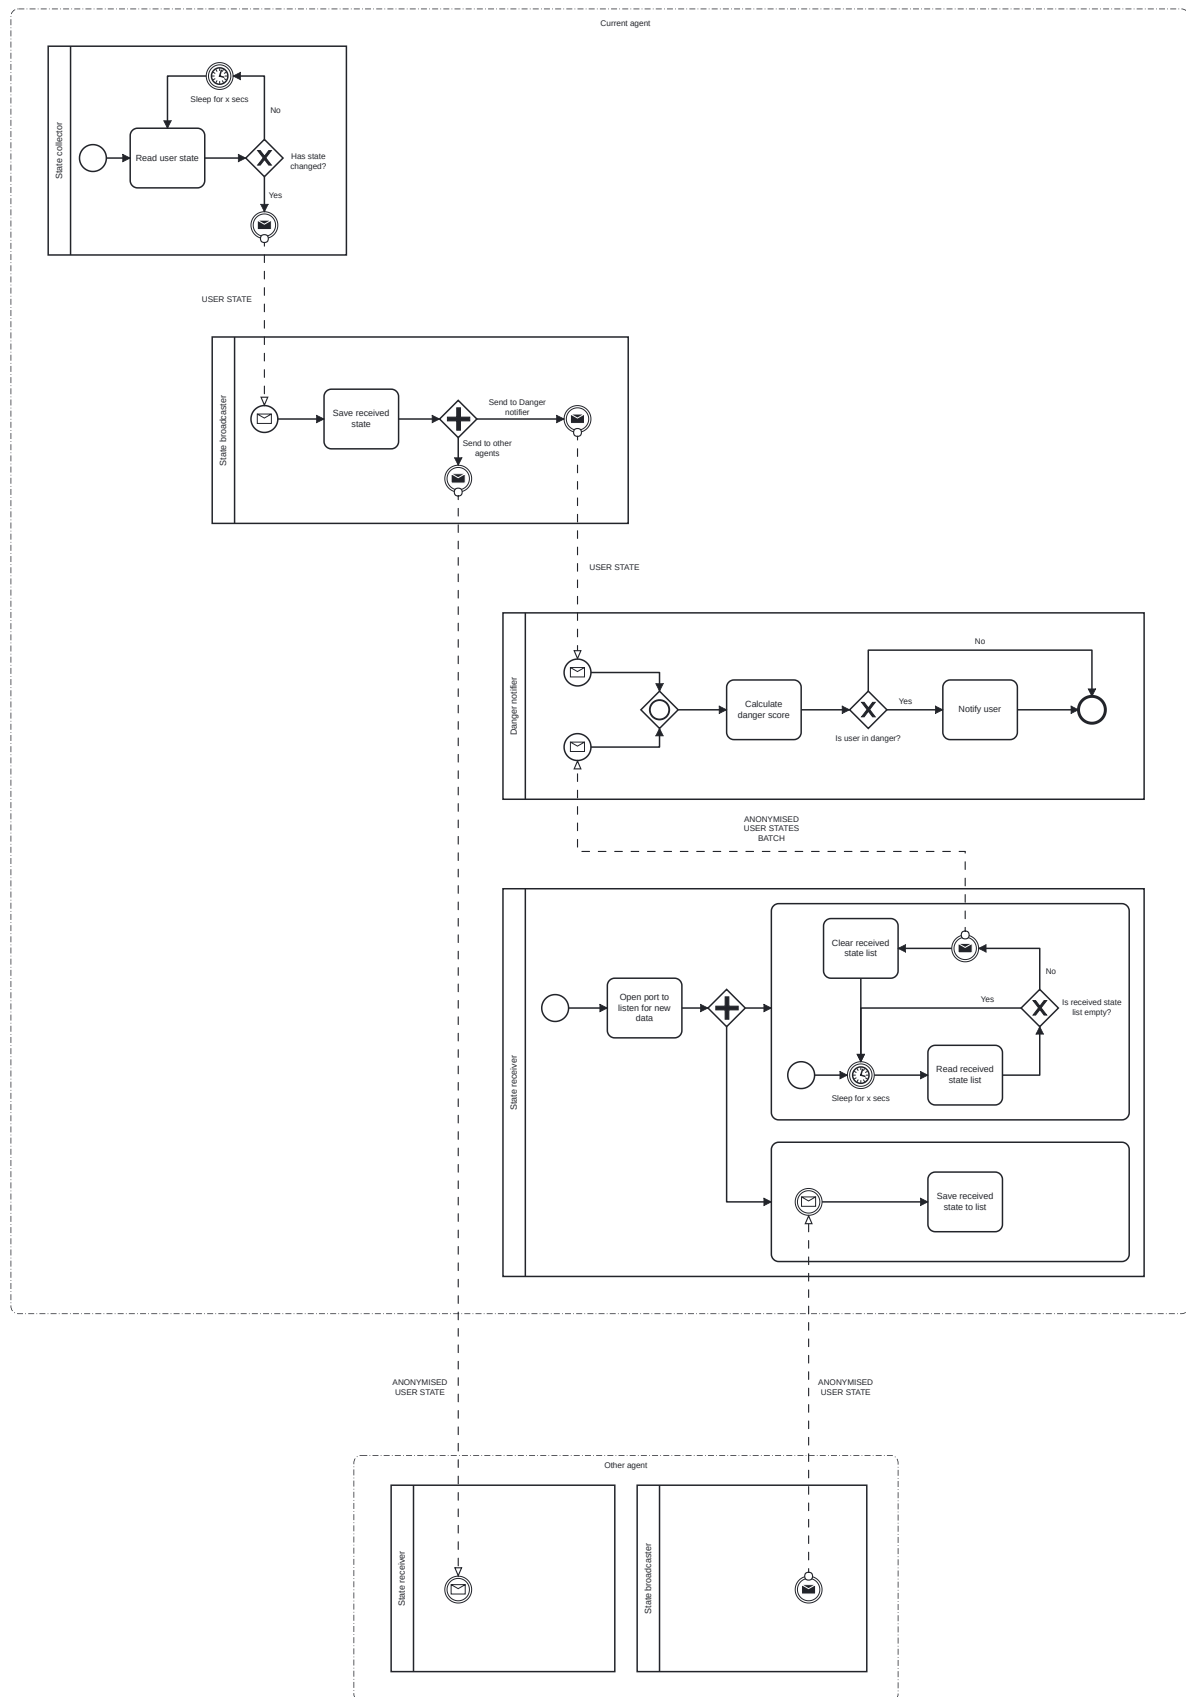 Current agent
State collector
Sleep for x secs
No
Read user state
Has state
changed?
Yes
USER STATE
State broadcaster
Save received
state
Send to Danger
notifier
Send to other
agents
USER STATE
Danger notifier
No
Calculate
danger score
Yes
Notify user
Is user in danger?
ANONYMISED
USER STATES
BATCH
State receiver
Clear received
state list
No
Open port to
listen for new
data
Yes
Is received state
list empty?
Read received
state list
Sleep for x secs
Save received
state to list
ANONYMISED
USER STATE
ANONYMISED
USER STATE
Other agent
State receiver
State broadcaster